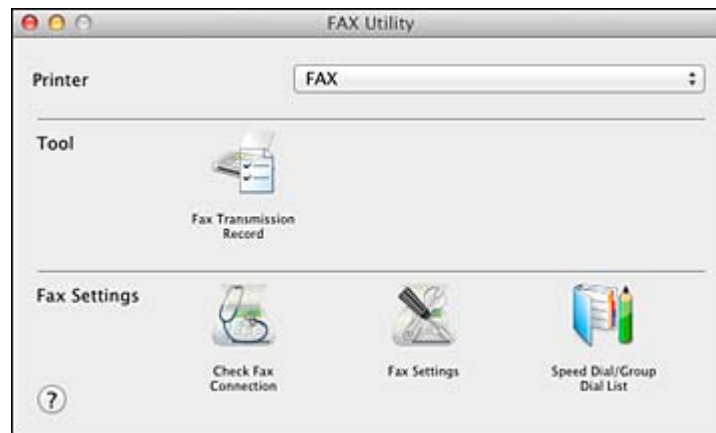 FAX Utility
Printer
FAX
Tool
Fax Transmission
Record
Fax Settings
Check Fax
Connection
Fax Settings
Speed Dial/Group
Dial List
?